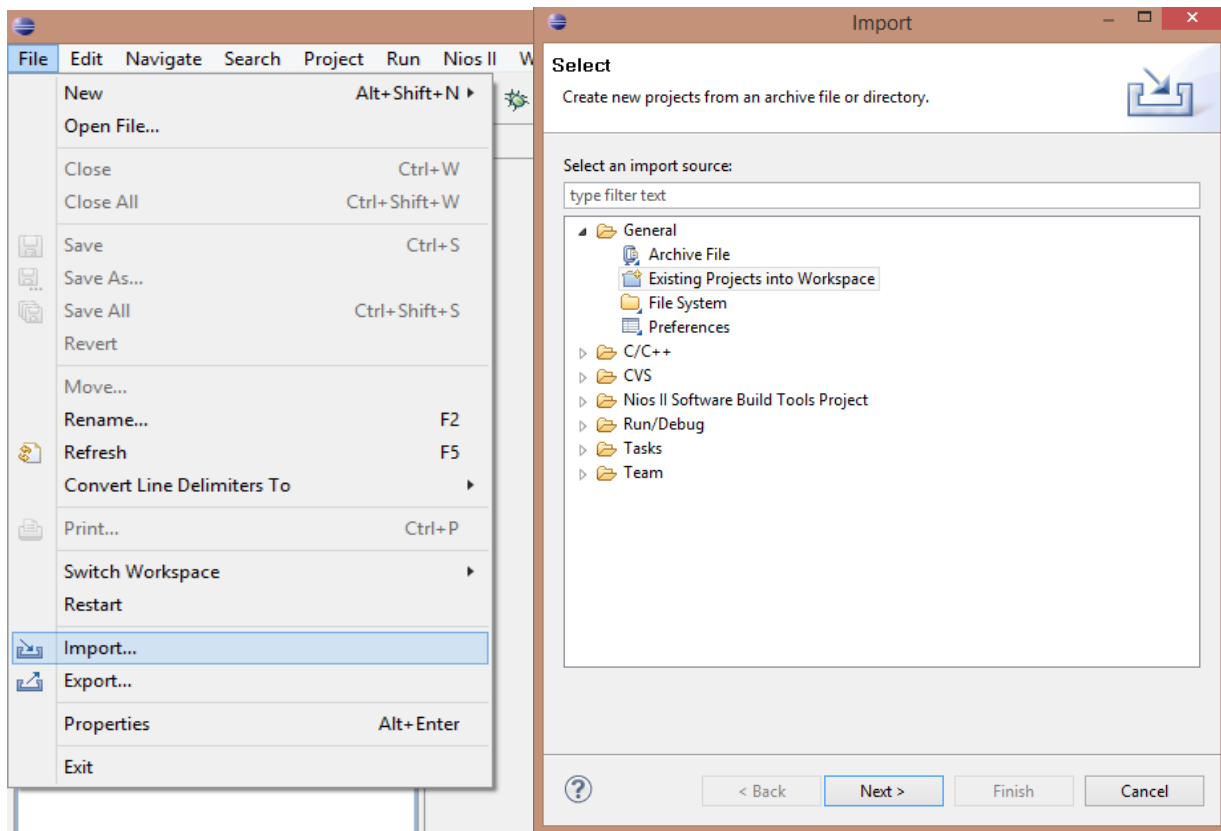 File Edit Navigate Search Project Run Nios II W
New Alt+Shift+N
Open File...
Close Ctrl+W
Close All Ctrl+Shift+W
Save Ctrl+S
Save As...
Save All Ctrl+Shift+S
Revert
Move...
Rename... F2
Refresh F5
Convert Line Delimiters To
Print... Ctrl+P
Switch Workspace
Restart
Import...
Export...
Properties Alt+Enter
Exit
Import
Select
Create new projects from an archive file or directory.
Select an import source:
type filter text
General
Archive File
Existing Projects into Workspace
File System
Preferences
C/C++
CVS
Nios II Software Build Tools Project
Run/Debug
Tasks
Team
? < Back Next > Finish Cancel